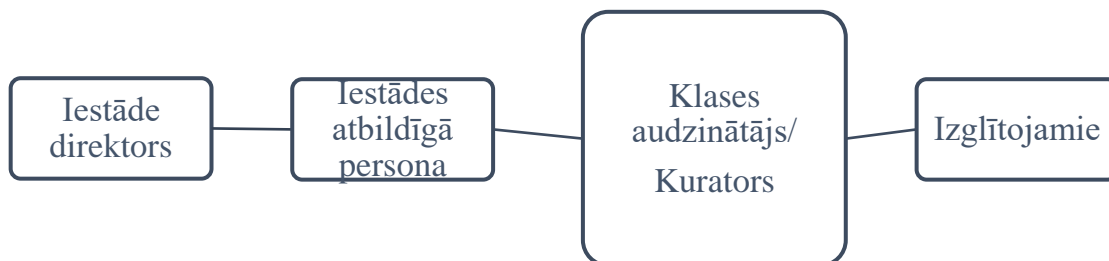 Iestāde
direktors
Iestādes
atbildīgā
persona
Klases
audzinātājs/
Kurators
Izglītojamie